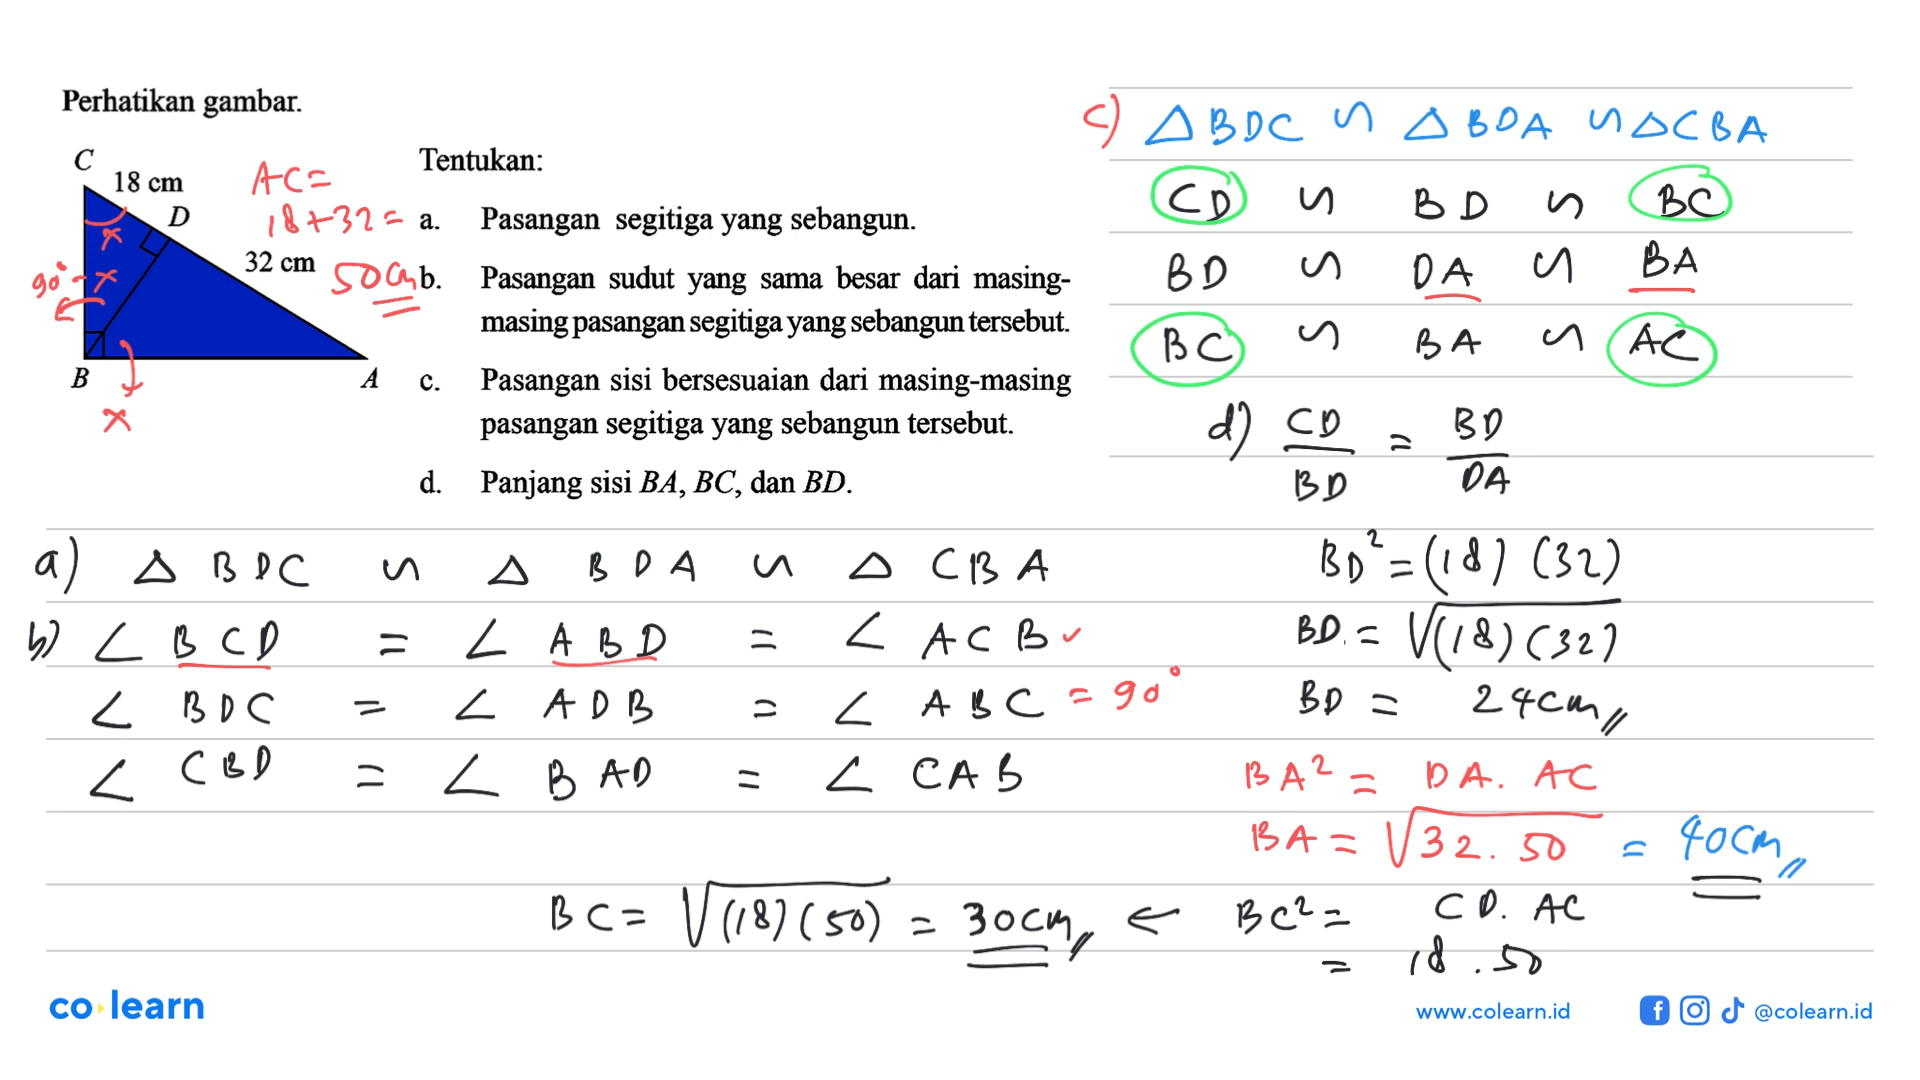 Perhatikan gambar.
C
18 cm
D
32 cm
B
A
AC =
18+32 =
50 cm
x
90° - x
x
Tentukan:
a. Pasangan segitiga yang sebangun.
b. Pasangan sudut yang sama besar dari masing-
masing pasangan segitiga yang sebangun tersebut.
c. Pasangan sisi bersesuaian dari masing-masing
pasangan segitiga yang sebangun tersebut.
d. Panjang sisi BA, BC, dan BD.
a) △ BDC ∽ △ BDA ∽ △ CBA
b) ∠ BCD = ∠ ABD = ∠ ACB ✓
∠ BDC = ∠ ADB = ∠ ABC = 90°
∠ CBD = ∠ BAD = ∠ CAB
c) △ BDC ∽ △ BDA ∽ △ CBA
CD ∽ BD ∽ BC
BD ∽ DA ∽ BA
BC ∽ BA ∽ AC
d) CD/BD = BD/DA
BD² = (18) (32)
BD = √(18)(32)
BD = 24 cm
BA² = DA. AC
BA = √32. 50 = 40 cm
BC² = CD. AC
= 18 . 50
BC = √(18)(50) = 30 cm ←
co learn
www.colearn.id
@colearn.id